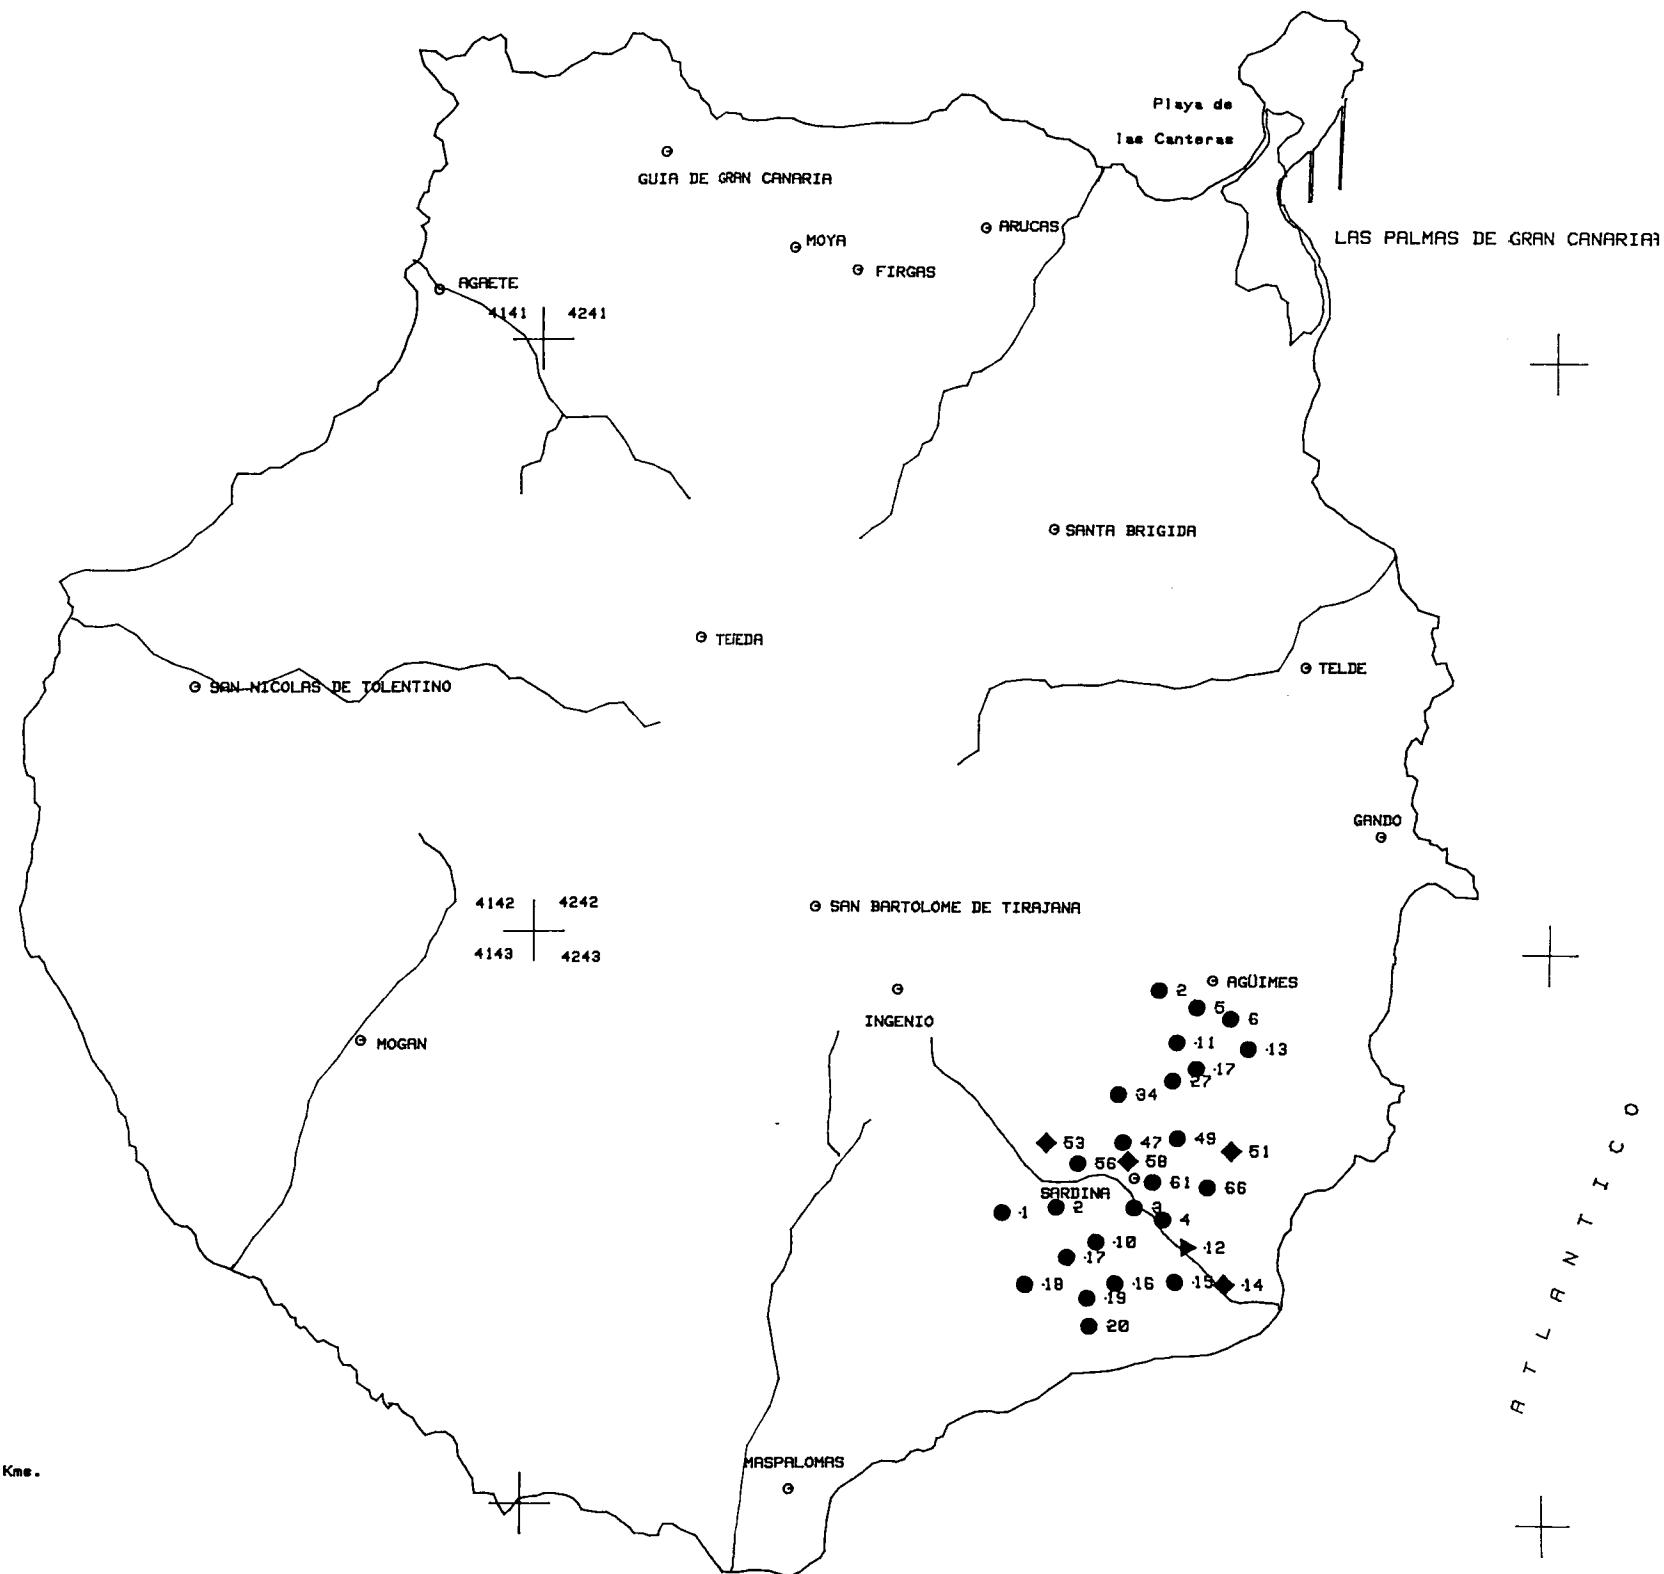 Playa de
las Canteras
GUIA DE GRAN CANARIA
ARUCAS
MOYA
LAS PALMAS DE GRAN CANARIA
FIRGAS
AGAETE
4141 4241
SANTA BRIGIDA
TEJEDA
TELDE
SAN NICOLAS DE TOLENTINO
GANDO
4142 4242
SAN BARTOLOME DE TIRAJANA
4143 4243
AGÜIMES
2
5
6
INGENIO
MOGAN
11
13
17
27
34
ATLANTICO
53
47
49
51
56
58
61
66
SARDINA
1
2
3
4
10
12
17
18
16
15
14
19
20
MASPALOMAS
Kms.